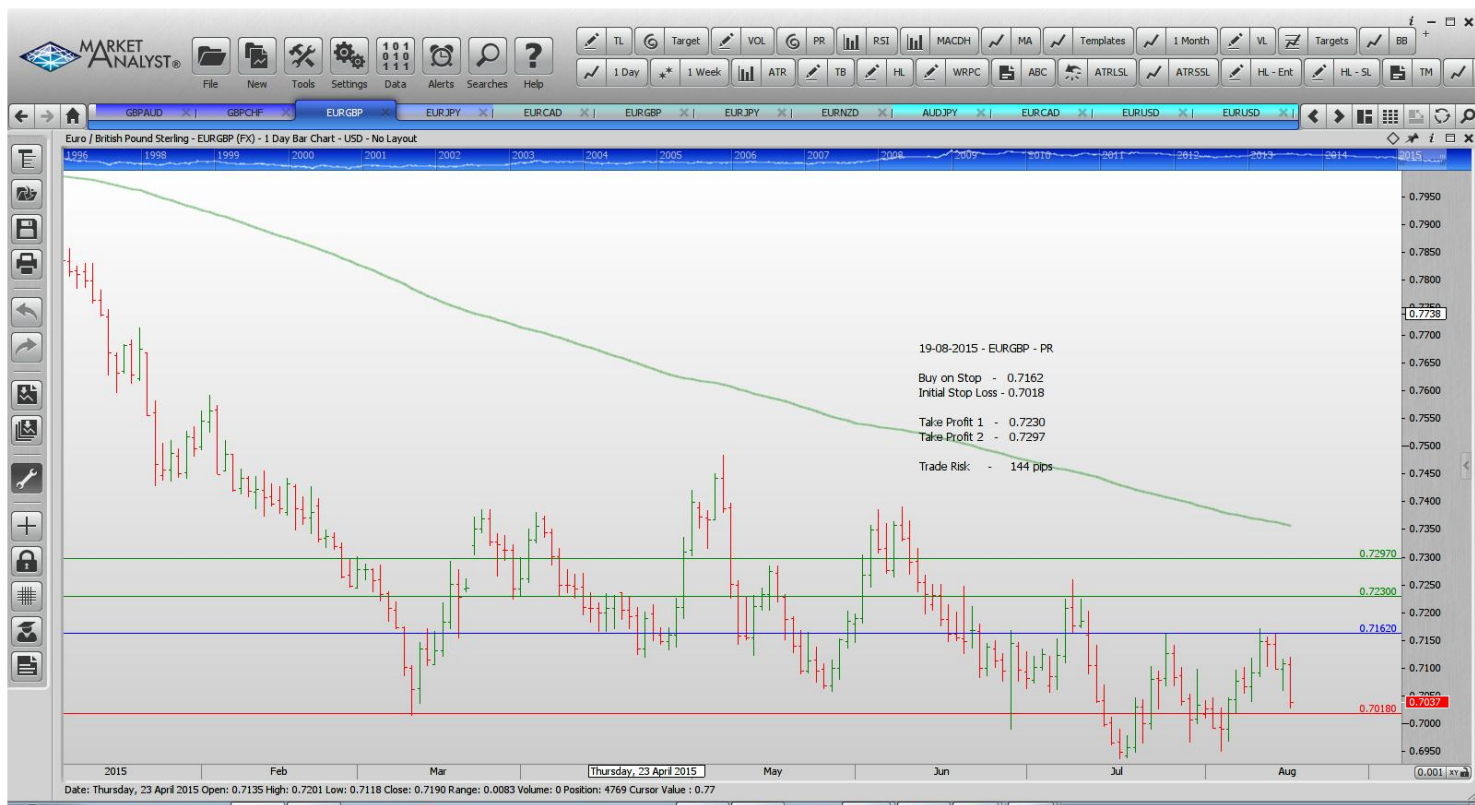 MARKET
ANALYST®
File New Tools Settings Data Alerts Searches Help
TL Target VOL PR RSI MACDH MA Templates 1 Month VL Targets BB
1 Day 1 Week ATR TB HL WRPC ABC ATRLSL ATRSSL HL - Ent HL - SL TM
GBPAUD GBPCHF EURGBP EURJPY EURCAD EURGBP EURJPY EURNZD AUDJPY EURCAD EURUSD EURUSD
Euro / British Pound Sterling - EURGBP (FX) - 1 Day Bar Chart - USD - No Layout
1996 1998 1999 2000 2001 2002 2003 2004 2005 2006 2007 2008 2009 2010 2011 2012 2013 2014 2015
0.7950
0.7900
0.7850
0.7800
0.7750
0.7738
0.7700
0.7650
0.7600
0.7550
0.7500
0.7450
0.7400
0.7350
0.7300
0.7250
0.7200
0.7150
0.7100
0.7050
0.7037
0.7000
0.6950
19-08-2015 - EURGBP - PR
Buy on Stop - 0.7162
Initial Stop Loss - 0.7018
Take Profit 1 - 0.7230
Take Profit 2 - 0.7297
Trade Risk - 144 pips
0.72970
0.72300
0.71620
0.70180
2015 Feb Mar Thursday, 23 April 2015 May Jun Jul Aug
0.001 XY
Date: Thursday, 23 April 2015 Open: 0.7135 High: 0.7201 Low: 0.7118 Close: 0.7190 Range: 0.0083 Volume: 0 Position: 4769 Cursor Value : 0.77